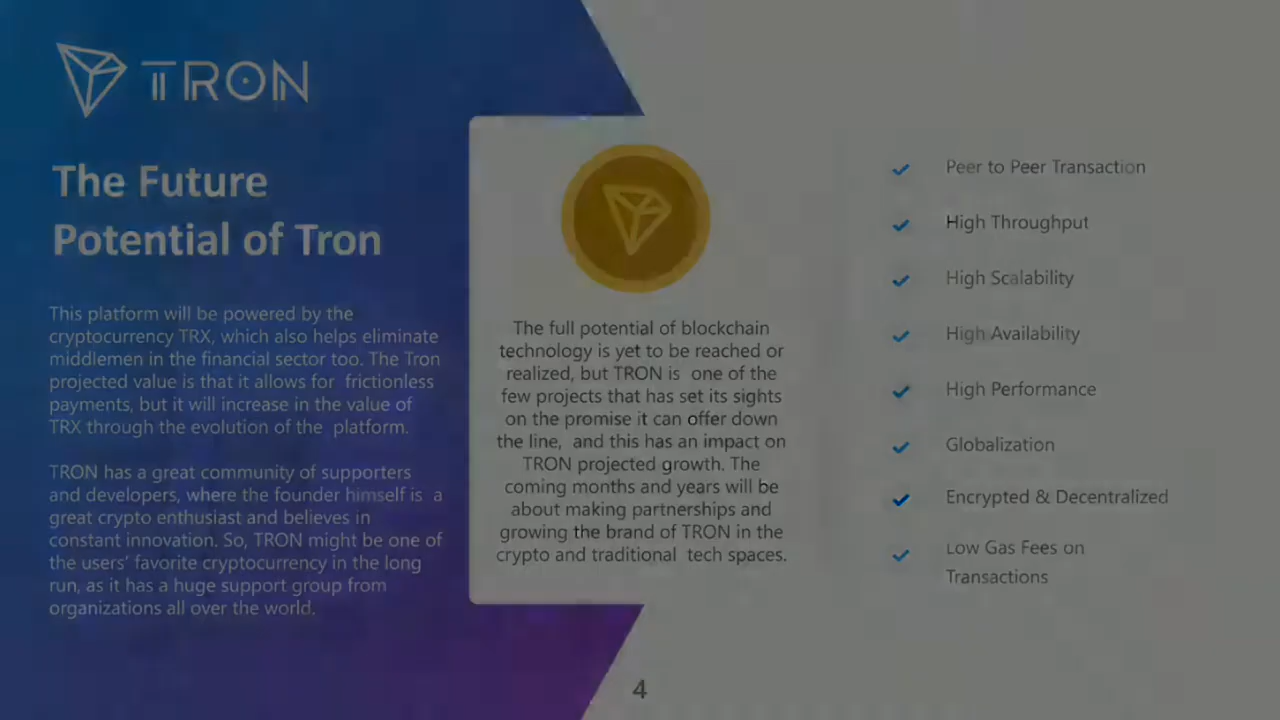 TRON
The Future
Potential of Tron
This platform will be powered by the
cryptocurrency TRX, which also helps eliminate
middlemen in the financial sector too. The Tron
projected value is that it allows for frictionless
payments, but it will increase in the value of
TRX through the evolution of the platform.
TRON has a great community of supporters
and developers, where the founder himself is a
great crypto enthusiast and believes in
constant innovation. So, TRON might be one of
the users' favorite cryptocurrency in the long
run, as it has a huge support group from
organizations all over the world.
The full potential of blockchain
technology is yet to be reached or
realized, but TRON is one of the
few projects that has set its sights
on the promise it can offer down
the line, and this has an impact on
TRON projected growth. The
coming months and years will be
about making partnerships and
growing the brand of TRON in the
crypto and traditional tech spaces.
Peer to Peer Transaction
High Throughput
High Scalability
High Availability
High Performance
Globalization
Encrypted & Decentralized
Low Gas Fees on
Transactions
4